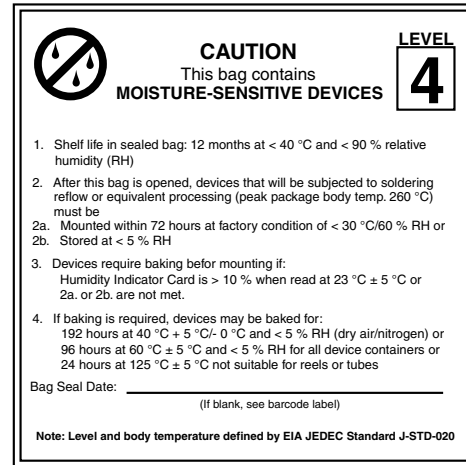 LEVEL
CAUTION
4
This bag contains
MOISTURE-SENSITIVE DEVICES
1. Shelf life in sealed bag: 12 months at < 40 °C and < 90 % relative
humidity (RH)
2. After this bag is opened, devices that will be subjected to soldering
reflow or equivalent processing (peak package body temp. 260 °C)
must be
2a. Mounted within 72 hours at factory condition of < 30 °C/60 % RH or
2b. Stored at < 5 % RH
3. Devices require baking befor mounting if:
Humidity Indicator Card is > 10 % when read at 23 °C ± 5 °C or
2a. or 2b. are not met.
4. If baking is required, devices may be baked for:
192 hours at 40 °C + 5 °C/- 0 °C and < 5 % RH (dry air/nitrogen) or
96 hours at 60 °C ± 5 °C and < 5 % RH for all device containers or
24 hours at 125 °C ± 5 °C not suitable for reels or tubes
Bag Seal Date:
(If blank, see barcode label)
Note: Level and body temperature defined by EIA JEDEC Standard J-STD-020